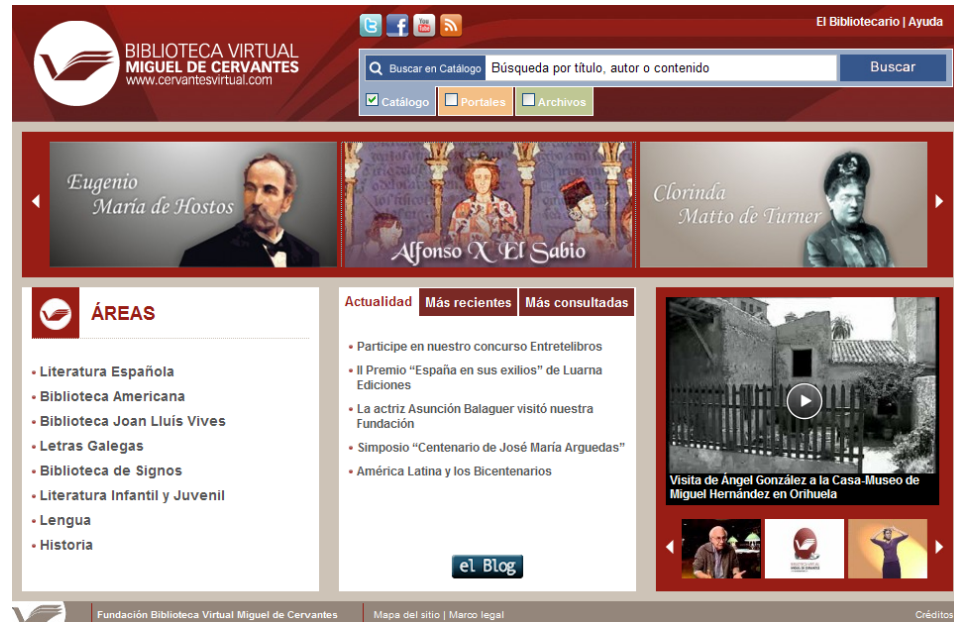 El Bibliotecario | Ayuda
BIBLIOTECA VIRTUAL
MIGUEL DE CERVANTES
www.cervantesvirtual.com
You
Buscar en Catálogo
Búsqueda por título, autor o contenido
Buscar
Catálogo
Portales
Archivos
Eugenio
María de Hostos
Alfonso X El Sabio
Clorinda
Matto de Turner
ÁREAS
• Literatura Española
• Biblioteca Americana
• Biblioteca Joan Lluís Vives
• Letras Galegas
• Biblioteca de Signos
• Literatura Infantil y Juvenil
• Lengua
• Historia
Actualidad
Más recientes
Más consultadas
• Participe en nuestro concurso Entretelibros
• II Premio “España en sus exilios” de Luarna
Ediciones
• La actriz Asunción Balaguer visitó nuestra
Fundación
• Simposio “Centenario de José María Arguedas”
• América Latina y los Bicentenarios
el Blog
Visita de Ángel González a la Casa-Museo de
Miguel Hernández en Orihuela
Fundación Biblioteca Virtual Miguel de Cervantes
Mapa del sitio | Marco legal
Créditos